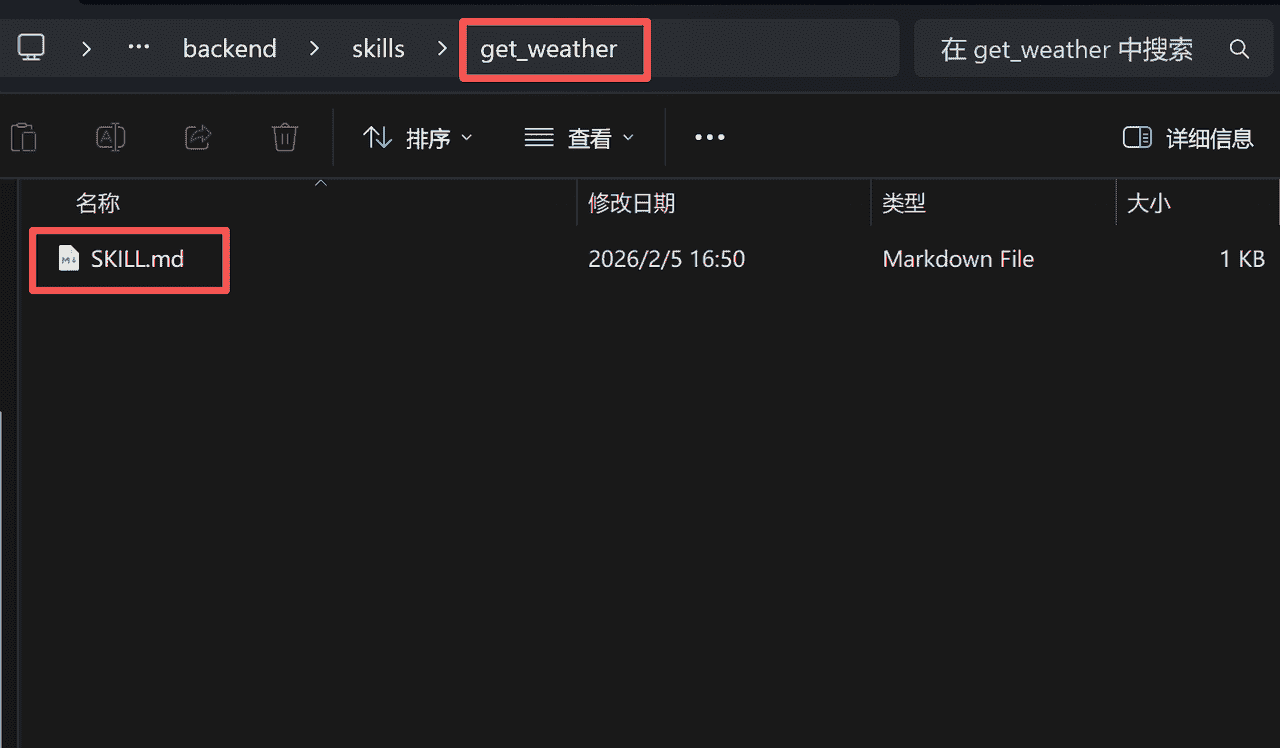 … backend skills get_weather 在 get_weather 中搜索
排序 查看 … 详细信息
名称 修改日期 类型 大小
SKILL.md 2026/2/5 16:50 Markdown File 1 KB